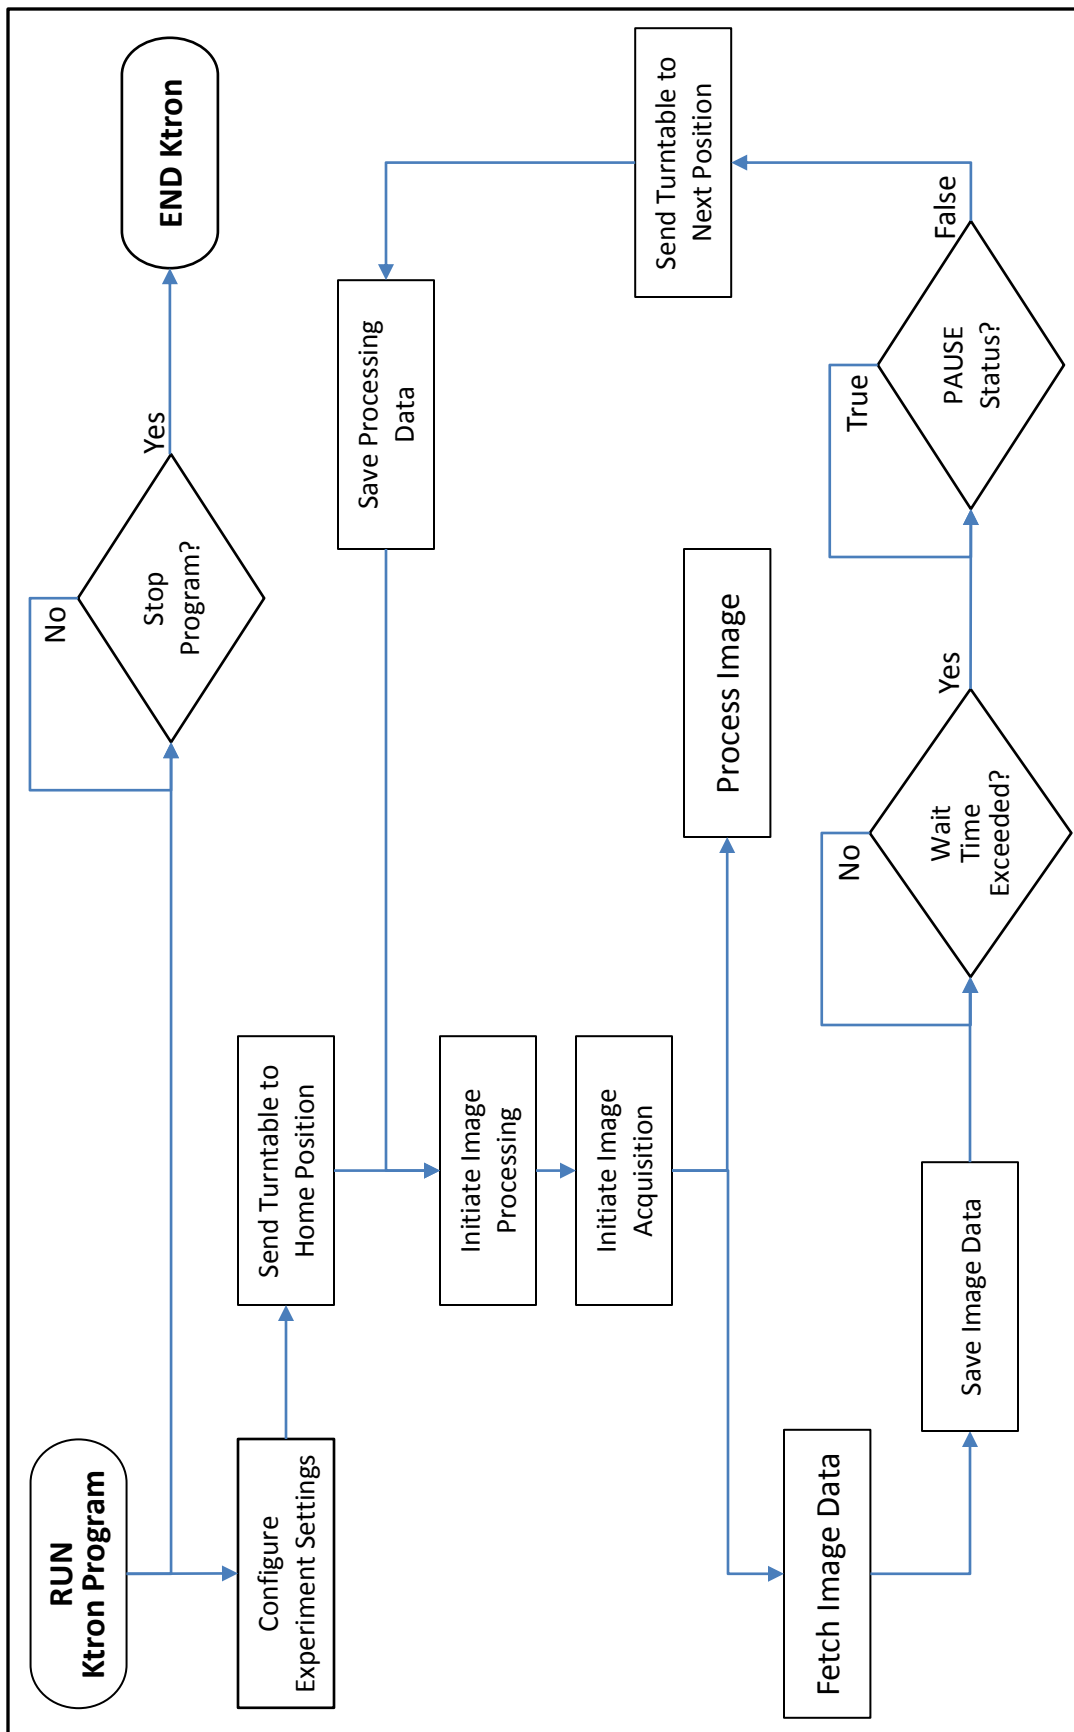 RUN
Ktron Program
Configure
Experiment Settings
No
Stop
Program?
Yes
END Ktron
Send Turntable to
Home Position
Save Processing
Data
Initiate Image
Processing
Initiate Image
Acquisition
Process Image
Send Turntable to
Next Position
Fetch Image Data
Save Image Data
No
Wait
Time
Exceeded?
Yes
True
PAUSE
Status?
False